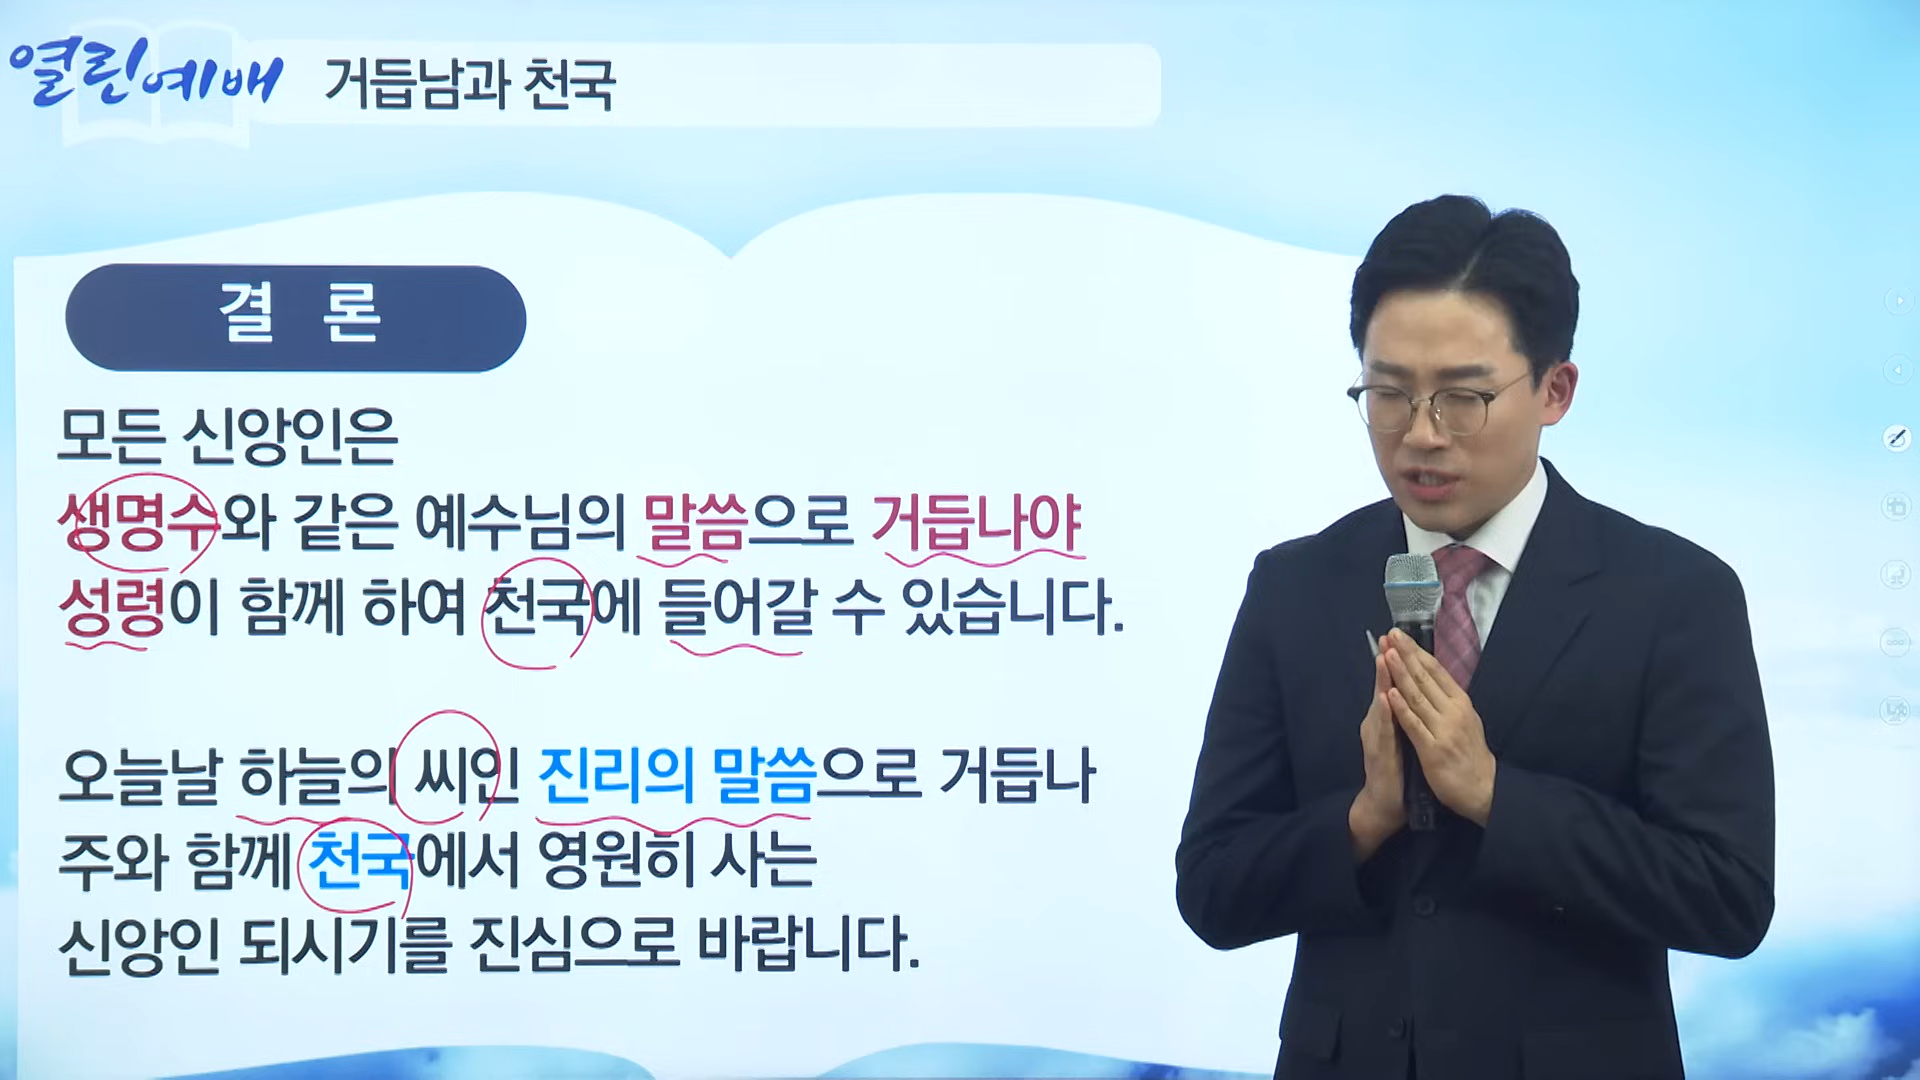 열린예배 거듭남과 천국
결 론
모든 신앙인은
생명수와 같은 예수님의 말씀으로 거듭나야
성령이 함께 하여 천국에 들어갈 수 있습니다.
오늘날 하늘의 씨인 진리의 말씀으로 거듭나
주와 함께 천국에서 영원히 사는
신앙인 되시기를 진심으로 바랍니다.